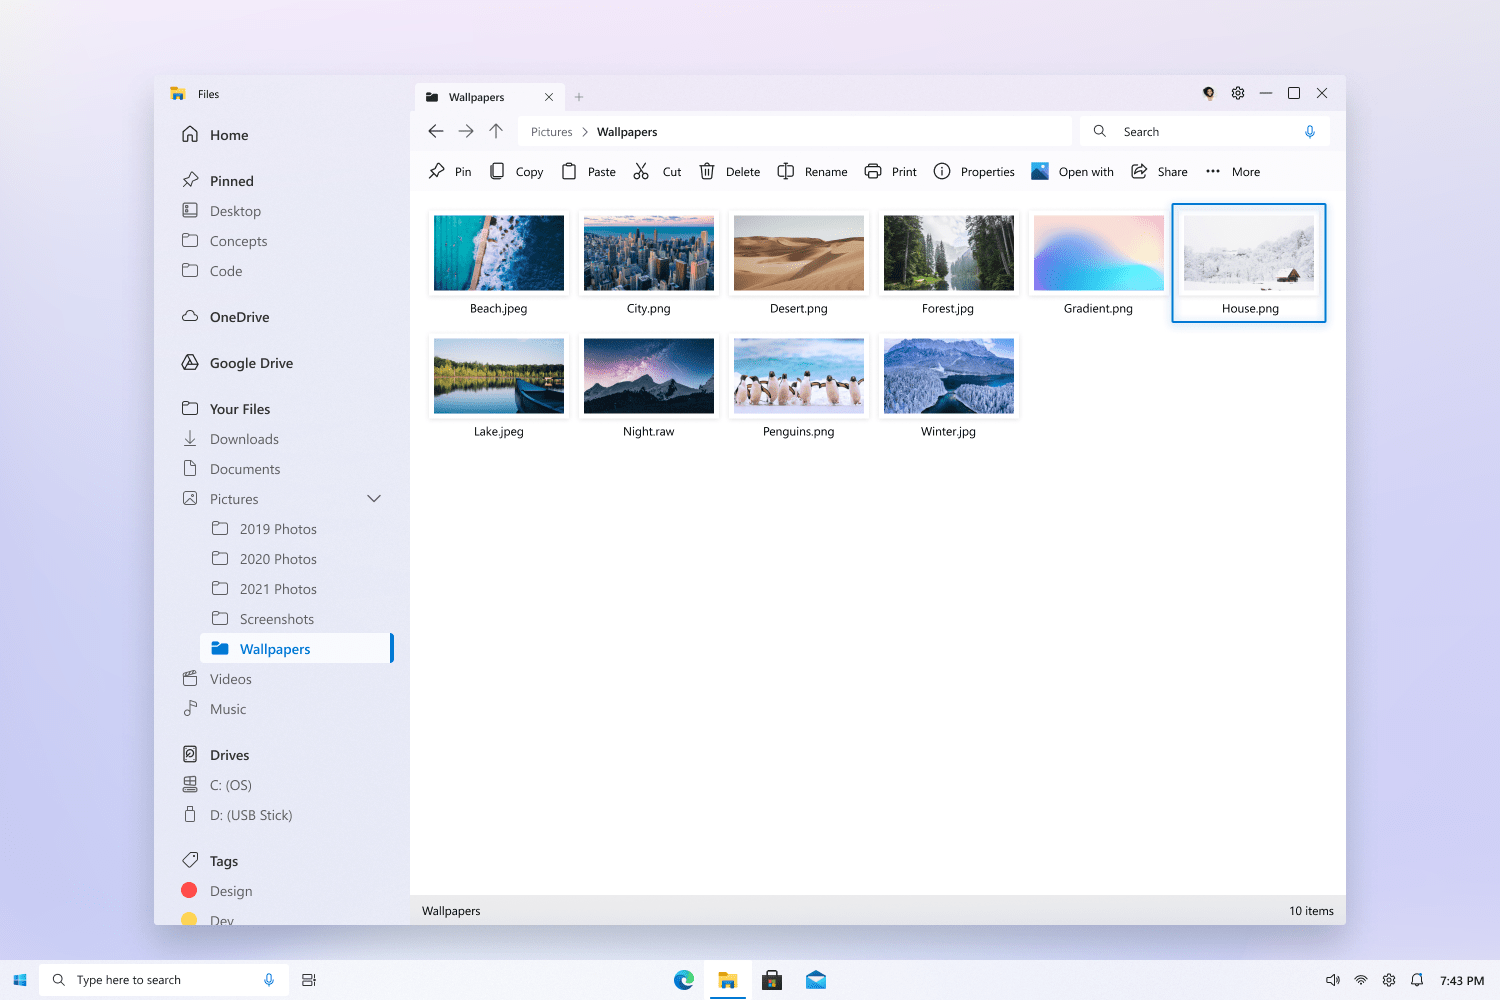 Files
Wallpapers
Home
Pictures > Wallpapers
Search
Pin Copy Paste Cut Delete Rename Print Properties Open with Share More
Pinned
Desktop
Concepts
Code
OneDrive
Google Drive
Your Files
Downloads
Documents
Pictures
2019 Photos
2020 Photos
2021 Photos
Screenshots
Wallpapers
Videos
Music
Drives
C: (OS)
D: (USB Stick)
Tags
Design
Dev
Beach.jpeg City.png Desert.png Forest.jpg Gradient.png House.png
Lake.jpeg Night.raw Penguins.png Winter.jpg
Wallpapers 10 items
Type here to search
7:43 PM